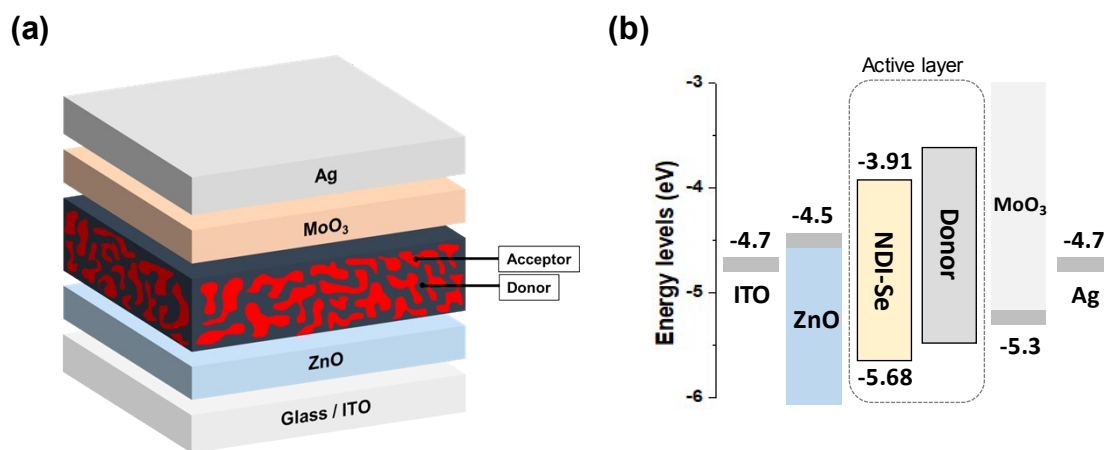 (a)
Ag
MoO₃
Acceptor
Donor
ZnO
Glass / ITO
(b)
Active layer
Energy levels (eV)
-3
-4
-5
-6
-4.7
ITO
-4.5
ZnO
-3.91
NDI-Se
-5.68
Donor
MoO₃
-5.3
-4.7
Ag